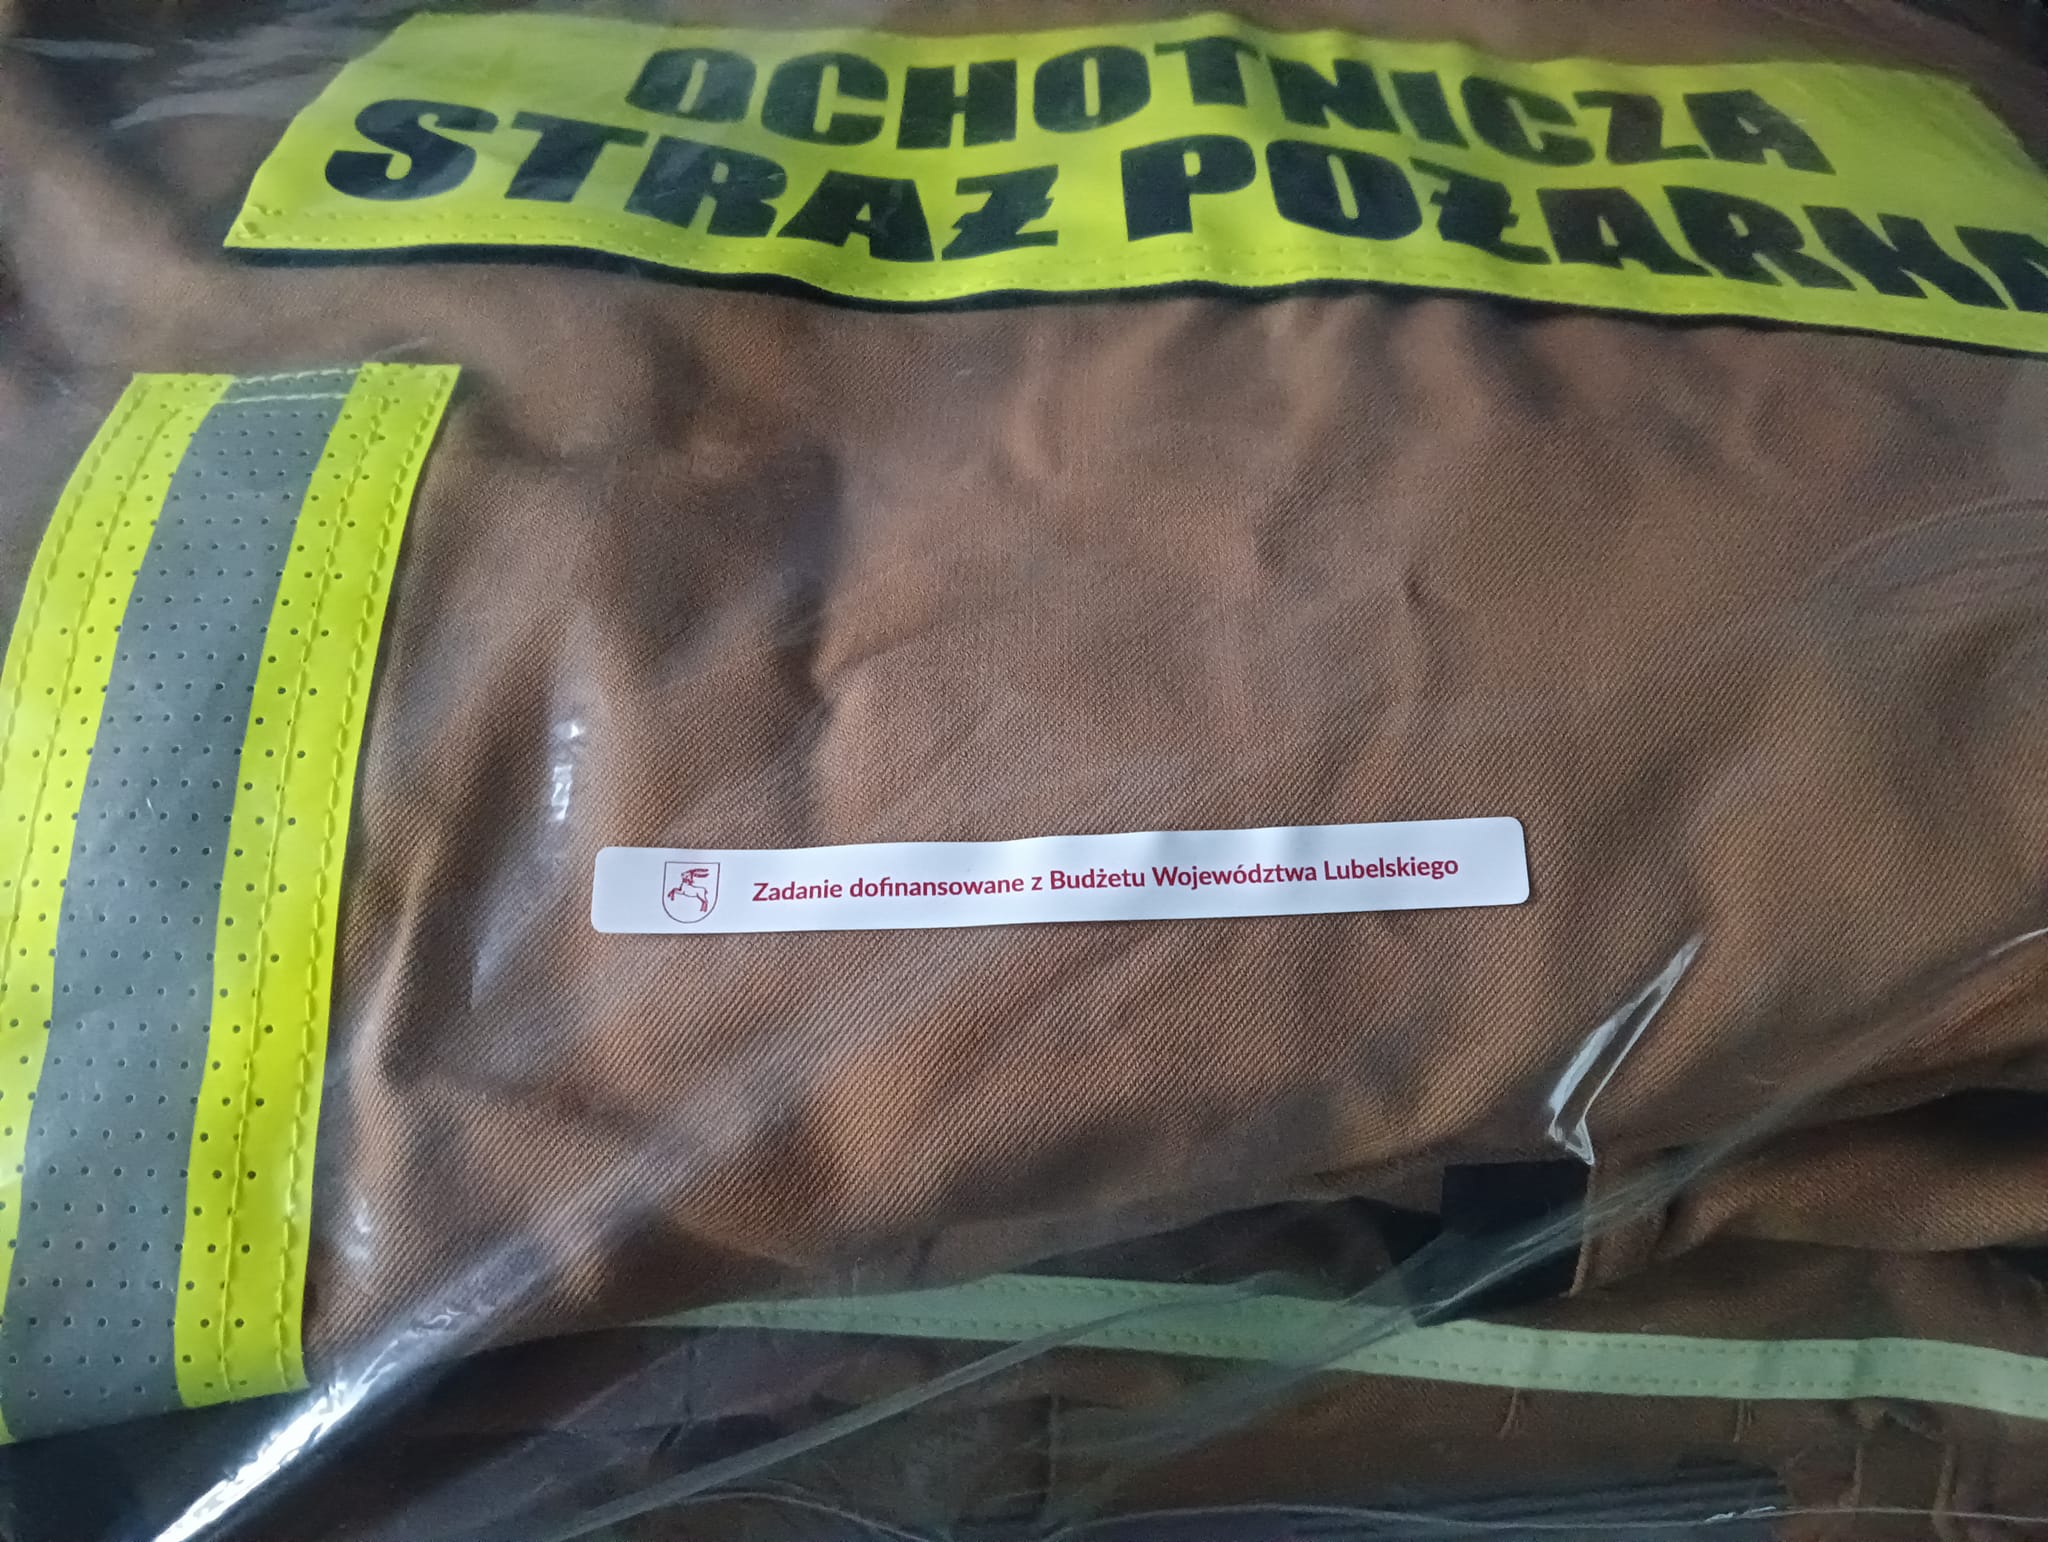 OCHOTNICZA
STRAŻ POŻARNA
Zadanie dofinansowane z Budżetu Województwa Lubelskiego